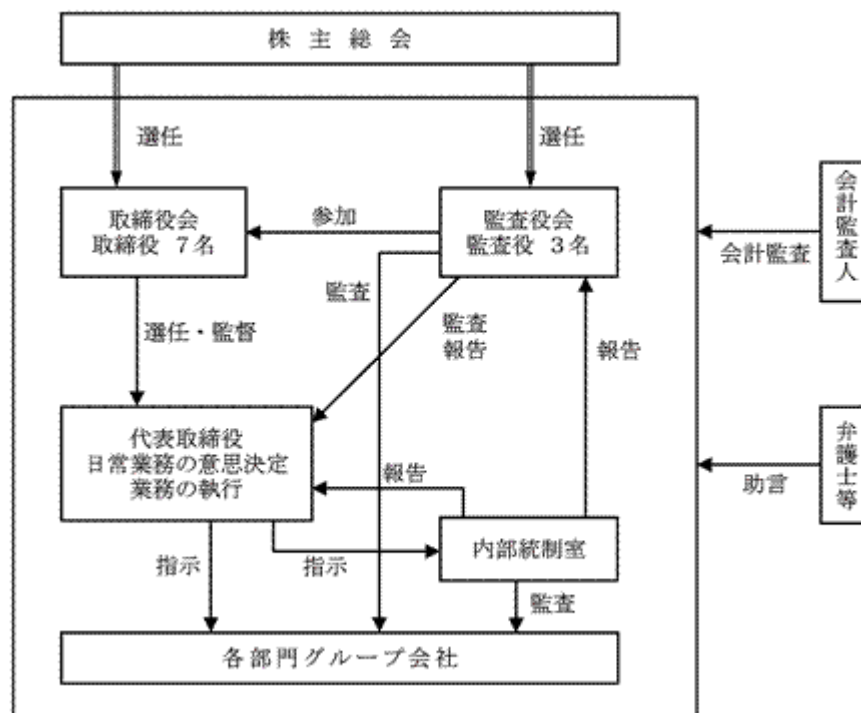 株主総会
選任
選任
取締役会
取締役 7名
参加
監査役会
監査役 3名
会計監査人
会計監査
監査
選任・監督
監査
報告
報告
代表取締役
日常業務の意思決定
業務の執行
報告
弁護士等
助言
内部統制室
指示
指示
監査
各部門グループ会社